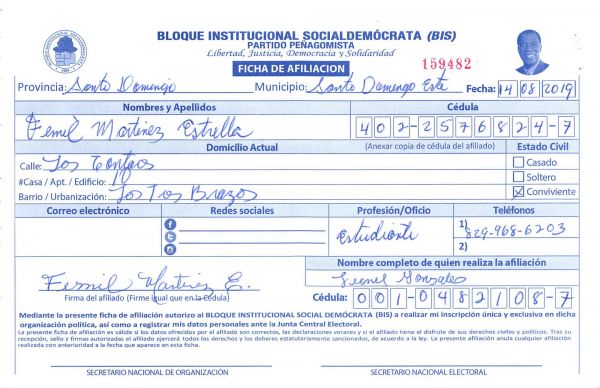 BLOQUE INSTITUCIONAL SOCIALDEMÓCRATA (BIS)
PARTIDO PEÑAGOMISTA
Libertad, Justicia, Democracia y Solidaridad
FICHA DE AFILIACION 159482
Provincia: Santo Domingo Municipio: Santo Domingo Este Fecha: 14 08 2019
Nombres y Apellidos Cédula
Femil Martinez Estrella 402-2576824-7
Domicilio Actual (Anexar copia de cédula del afiliado) Estado Civil
Calle: Los Casado
#Casa / Apt. / Edificio: 10 Soltero
Barrio / Urbanización: Los Tres Brazos Conviviente
Correo electrónico Redes sociales Profesión/Oficio Teléfonos
estudiante 1) 829-968-6203
2)
Nombre completo de quien realiza la afiliación
Femil Martinez E. Leonel Gonzales
Firma del afiliado (Firme igual que en la Cédula) Cédula: 001-0482108-7
Mediante la presente ficha de afiliación autorizo al BLOQUE INSTITUCIONAL SOCIAL DEMÓCRATA (BIS) a realizar mi inscripción única y exclusiva en dicha
organización política, así como a registrar mis datos personales ante la Junta Central Electoral.
La presente ficha de afiliación es válida si los datos ofrecidos por el afiliado son correctos, las declaraciones veraces y si el afiliado tiene el disfrute de sus derechos civiles y políticos. Tras su
recepción, sello y firmas autorizadas el afiliado ejercerá todos los derechos y los deberes estatutariamente sancionados, de acuerdo a la ley. La presente afiliación anula cualquier afiliación
realizada con anterioridad a la fecha que aparece en esta ficha.
SECRETARIO NACIONAL DE ORGANIZACIÓN SECRETARIO NACIONAL ELECTORAL